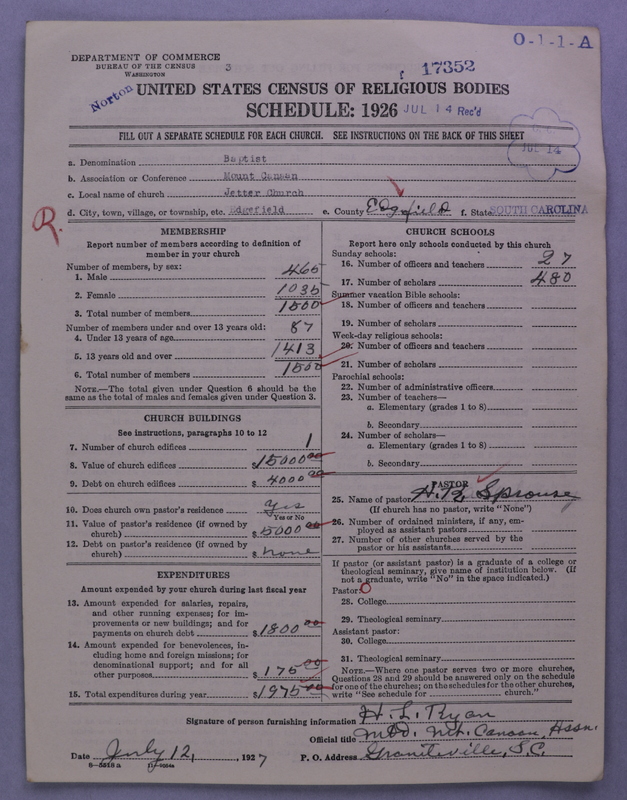 O-1-1-A
DEPARTMENT OF COMMERCE
BUREAU OF THE CENSUS
WASHINGTON
3
17352
Norton
UNITED STATES CENSUS OF RELIGIOUS BODIES
SCHEDULE: 1926
JUL 14 Rec'd
FILL OUT A SEPARATE SCHEDULE FOR EACH CHURCH. SEE INSTRUCTIONS ON THE BACK OF THIS SHEET
JUL 14
a. Denomination Baptist
b. Association or Conference Mount Canaan
c. Local name of church Jetter Church
d. City, town, village, or township, etc. Edgefield e. County Edgefield f. State SOUTH CAROLINA
R.
MEMBERSHIP
Report number of members according to definition of
member in your church
Number of members, by sex:
1. Male 465
2. Female 1035
3. Total number of members 1500
Number of members under and over 13 years old:
4. Under 13 years of age 87
5. 13 years old and over 1413
6. Total number of members 1500
NOTE.—The total given under Question 6 should be the
same as the total of males and females given under Question 3.
CHURCH BUILDINGS
See instructions, paragraphs 10 to 12
7. Number of church edifices 1
8. Value of church edifices $15000 00
9. Debt on church edifices $4000 00
10. Does church own pastor's residence yes
Yes or No
11. Value of pastor's residence (if owned by
church) $5000 00
12. Debt on pastor's residence (if owned by
church) $ none
EXPENDITURES
Amount expended by your church during last fiscal year
13. Amount expended for salaries, repairs,
and other running expenses; for im-
provements or new buildings; and for
payments on church debt $1800 00
14. Amount expended for benevolences, in-
cluding home and foreign missions; for
denominational support; and for all
other purposes $175 00
15. Total expenditures during year $1975 00
CHURCH SCHOOLS
Report here only schools conducted by this church
Sunday schools:
16. Number of officers and teachers 27
17. Number of scholars 480
Summer vacation Bible schools:
18. Number of officers and teachers
19. Number of scholars
Week-day religious schools:
20. Number of officers and teachers
21. Number of scholars
Parochial schools:
22. Number of administrative officers
23. Number of teachers—
a. Elementary (grades 1 to 8)
b. Secondary
24. Number of scholars—
a. Elementary (grades 1 to 8)
b. Secondary
PASTOR
25. Name of pastor Sprouse
(If church has no pastor, write "None")
26. Number of ordained ministers, if any, em-
ployed as assistant pastors
27. Number of other churches served by the
pastor or his assistants
If pastor (or assistant pastor) is a graduate of a college or
theological seminary, give name of institution below. (If
not a graduate, write "No" in the space indicated.)
Pastor: 0
28. College
29. Theological seminary
Assistant pastor:
30. College
31. Theological seminary
NOTE.—Where one pastor serves two or more churches,
Questions 28 and 29 should be answered only on the schedule
for one of the churches; on the schedules for the other churches,
write "See schedule for church."
Signature of person furnishing information H. L. Ryan
Official title Mod. Mt. Canaan, Assn.
Date July 12, , 1927 P. O. Address Graniteville, S.C.